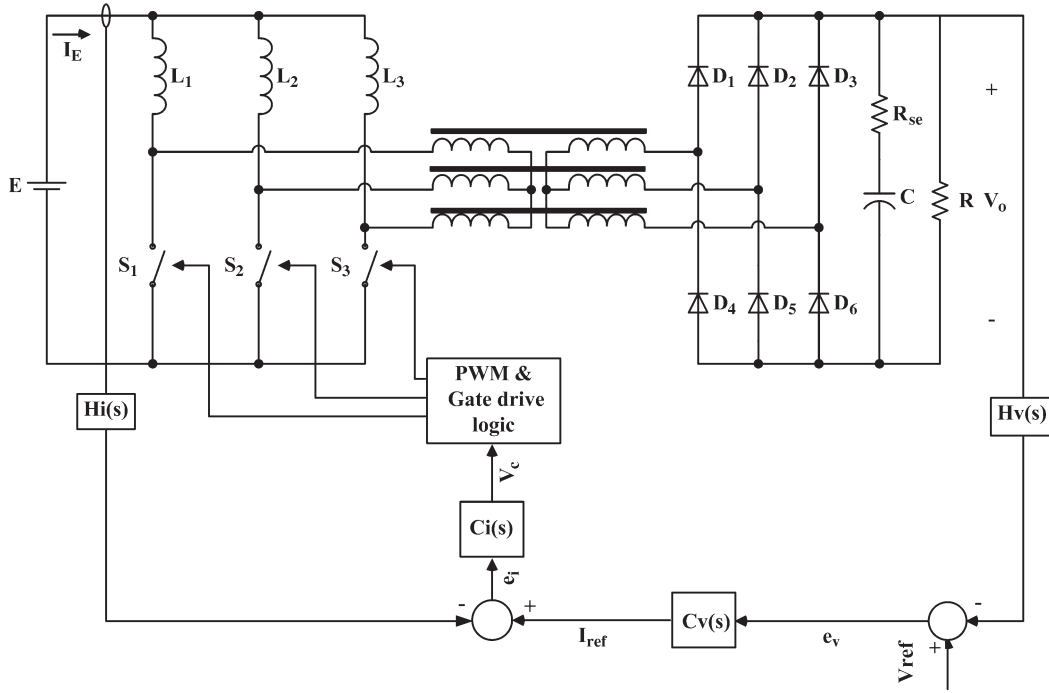 I_E
L_1
L_2
L_3
D_1
D_2
D_3
R_se
+
E
C
R
V_o
S_1
S_2
S_3
D_4
D_5
D_6
-
PWM &
Gate drive
logic
Hi(s)
Hv(s)
V_c
Ci(s)
e_i
-
+
I_ref
Cv(s)
e_v
-
+
Vref